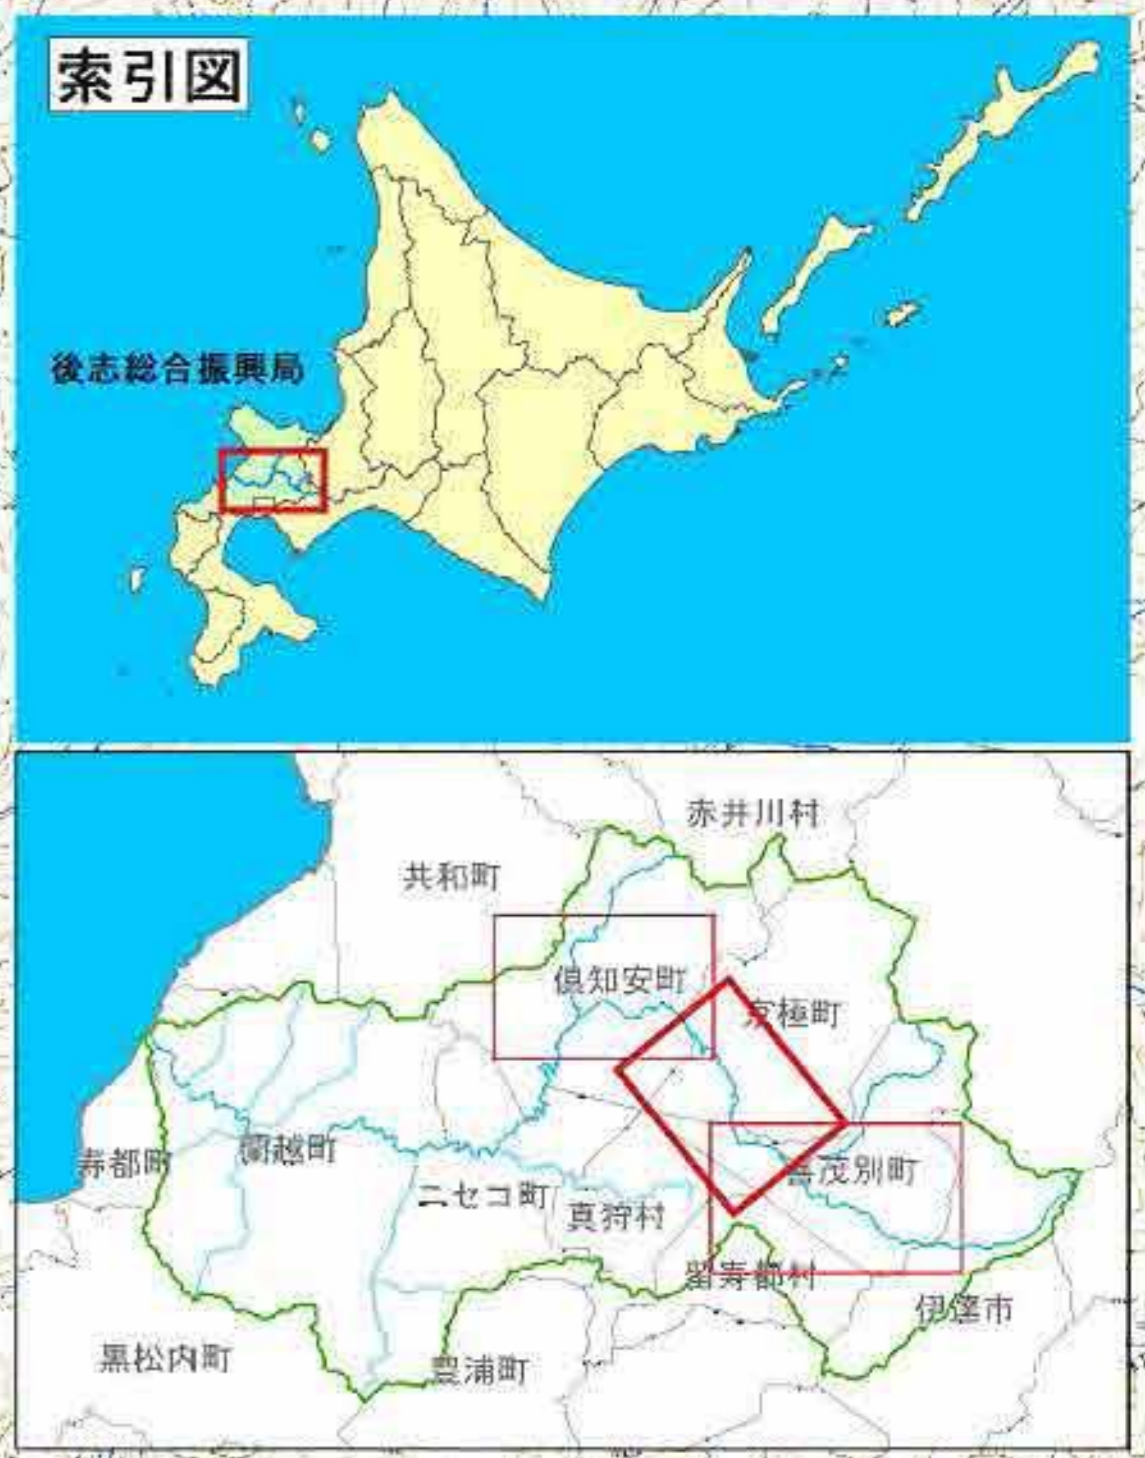 索引図
後志総合振興局
赤井川村
共和町
倶知安町
京極町
寿都町
蘭越町
喜茂別町
ニセコ町
真狩村
留寿都村
伊達市
黒松内町
豊浦町